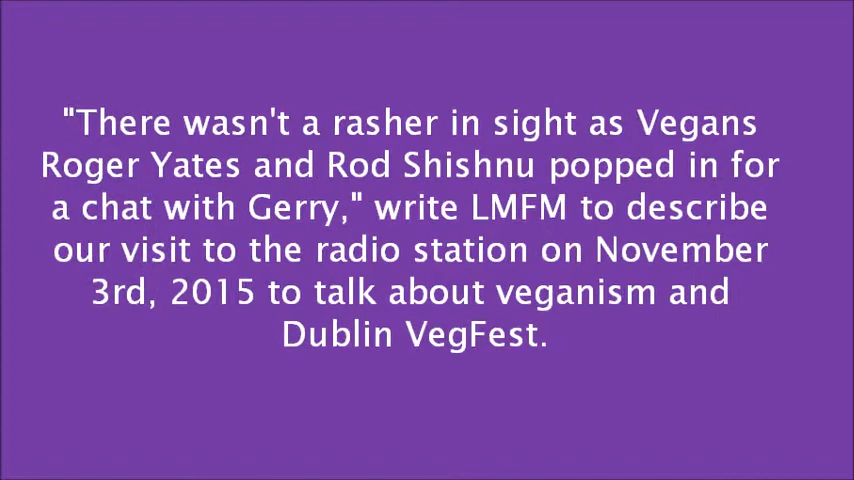 "There wasn't a rasher in sight as Vegans
Roger Yates and Rod Shishnu popped in for
a chat with Gerry," write LMFM to describe
our visit to the radio station on November
3rd, 2015 to talk about veganism and
Dublin VegFest.